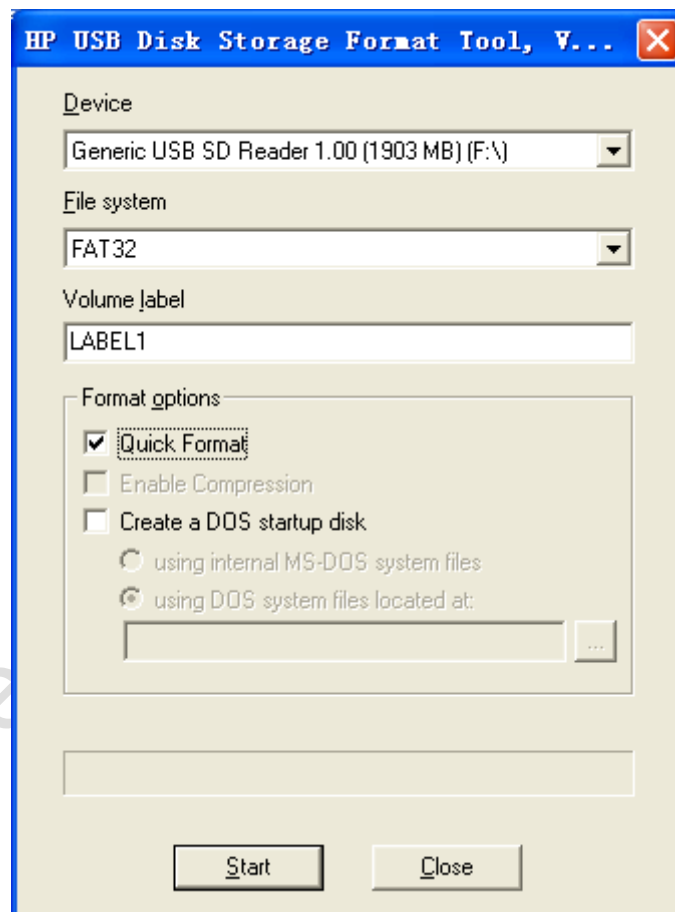 HP USB Disk Storage Format Tool, V...
Device
Generic USB SD Reader 1.00 (1903 MB) (F:\)
File system
FAT32
Volume label
LABEL1
Format options
Quick Format
Enable Compression
Create a DOS startup disk
using internal MS-DOS system files
using DOS system files located at:
...
Start
Close